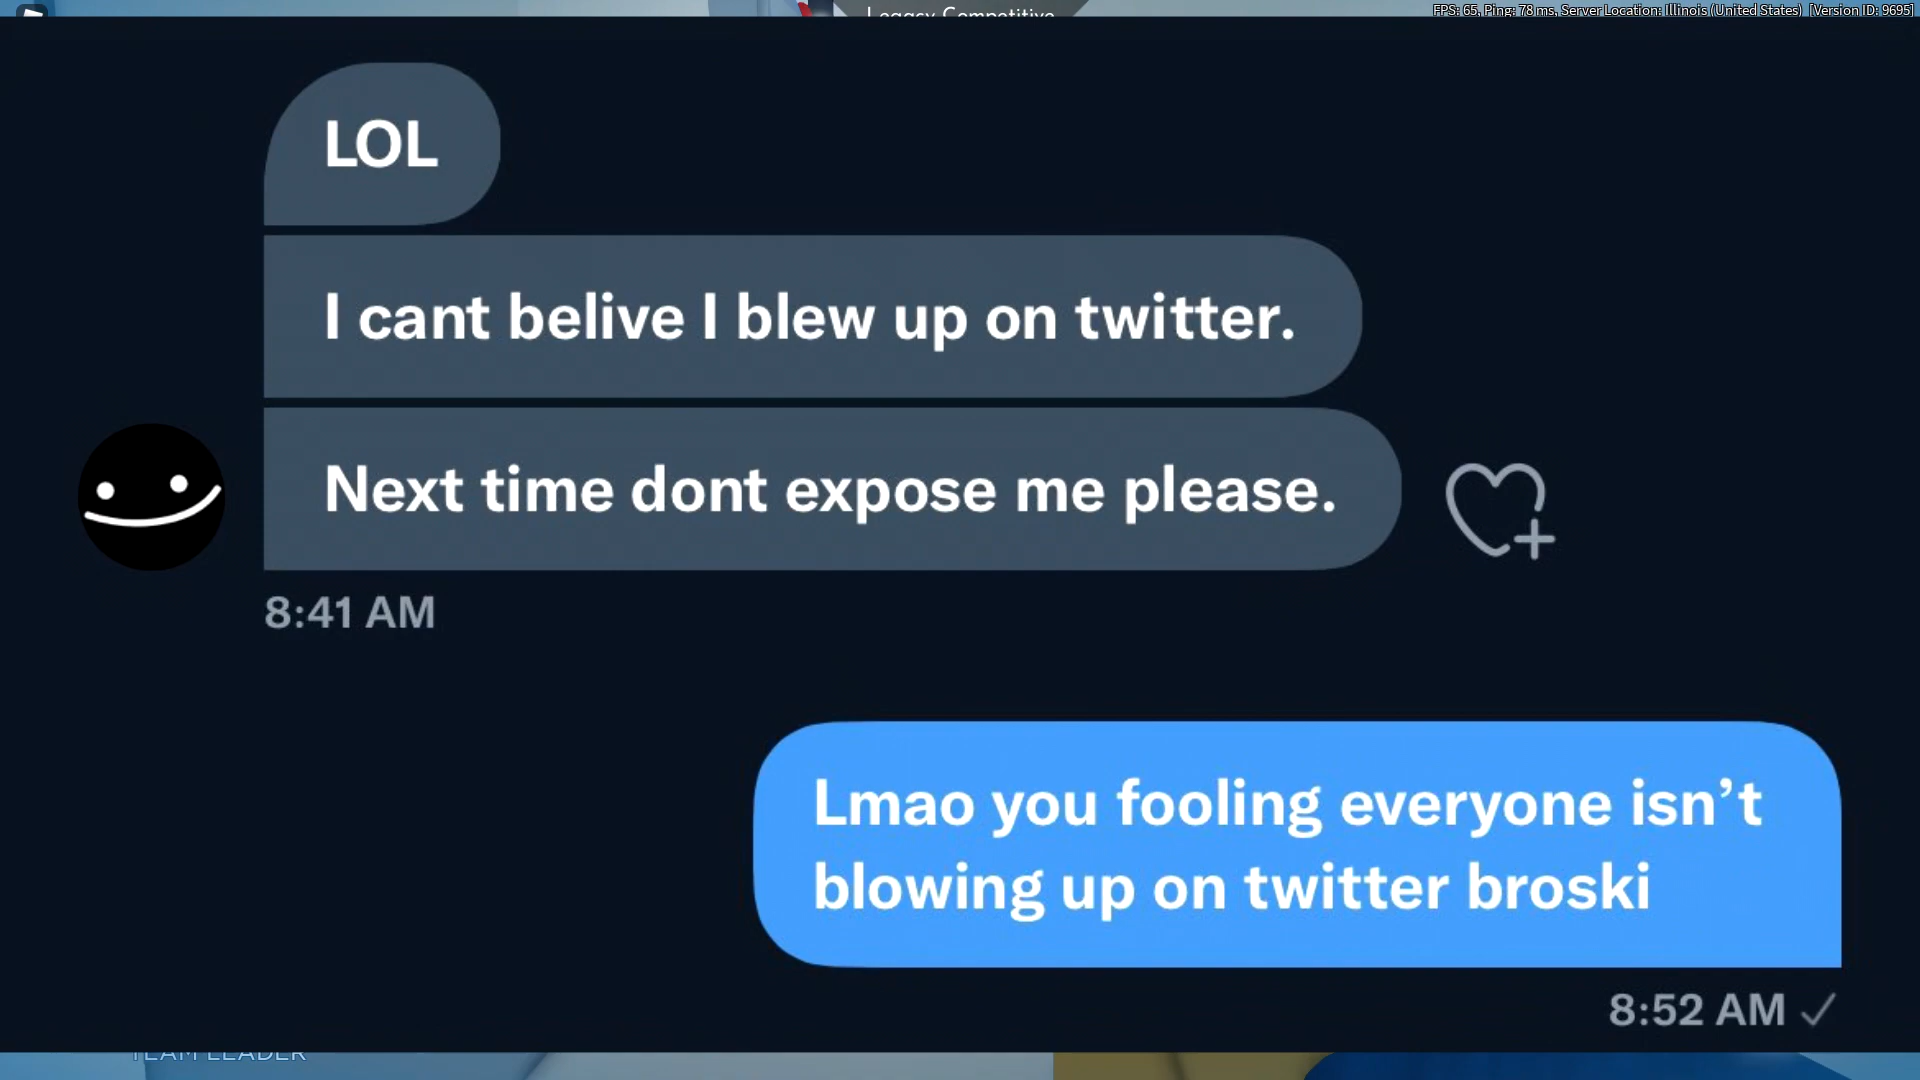 Legacy Competitive
FPS: 65, Ping: 78 ms, Server Location: Illinois (United States) [Version ID: 9695]
LOL
I cant belive I blew up on twitter.
Next time dont expose me please.
8:41 AM
Lmao you fooling everyone isn’t
blowing up on twitter broski
8:52 AM
TEAM LEADER